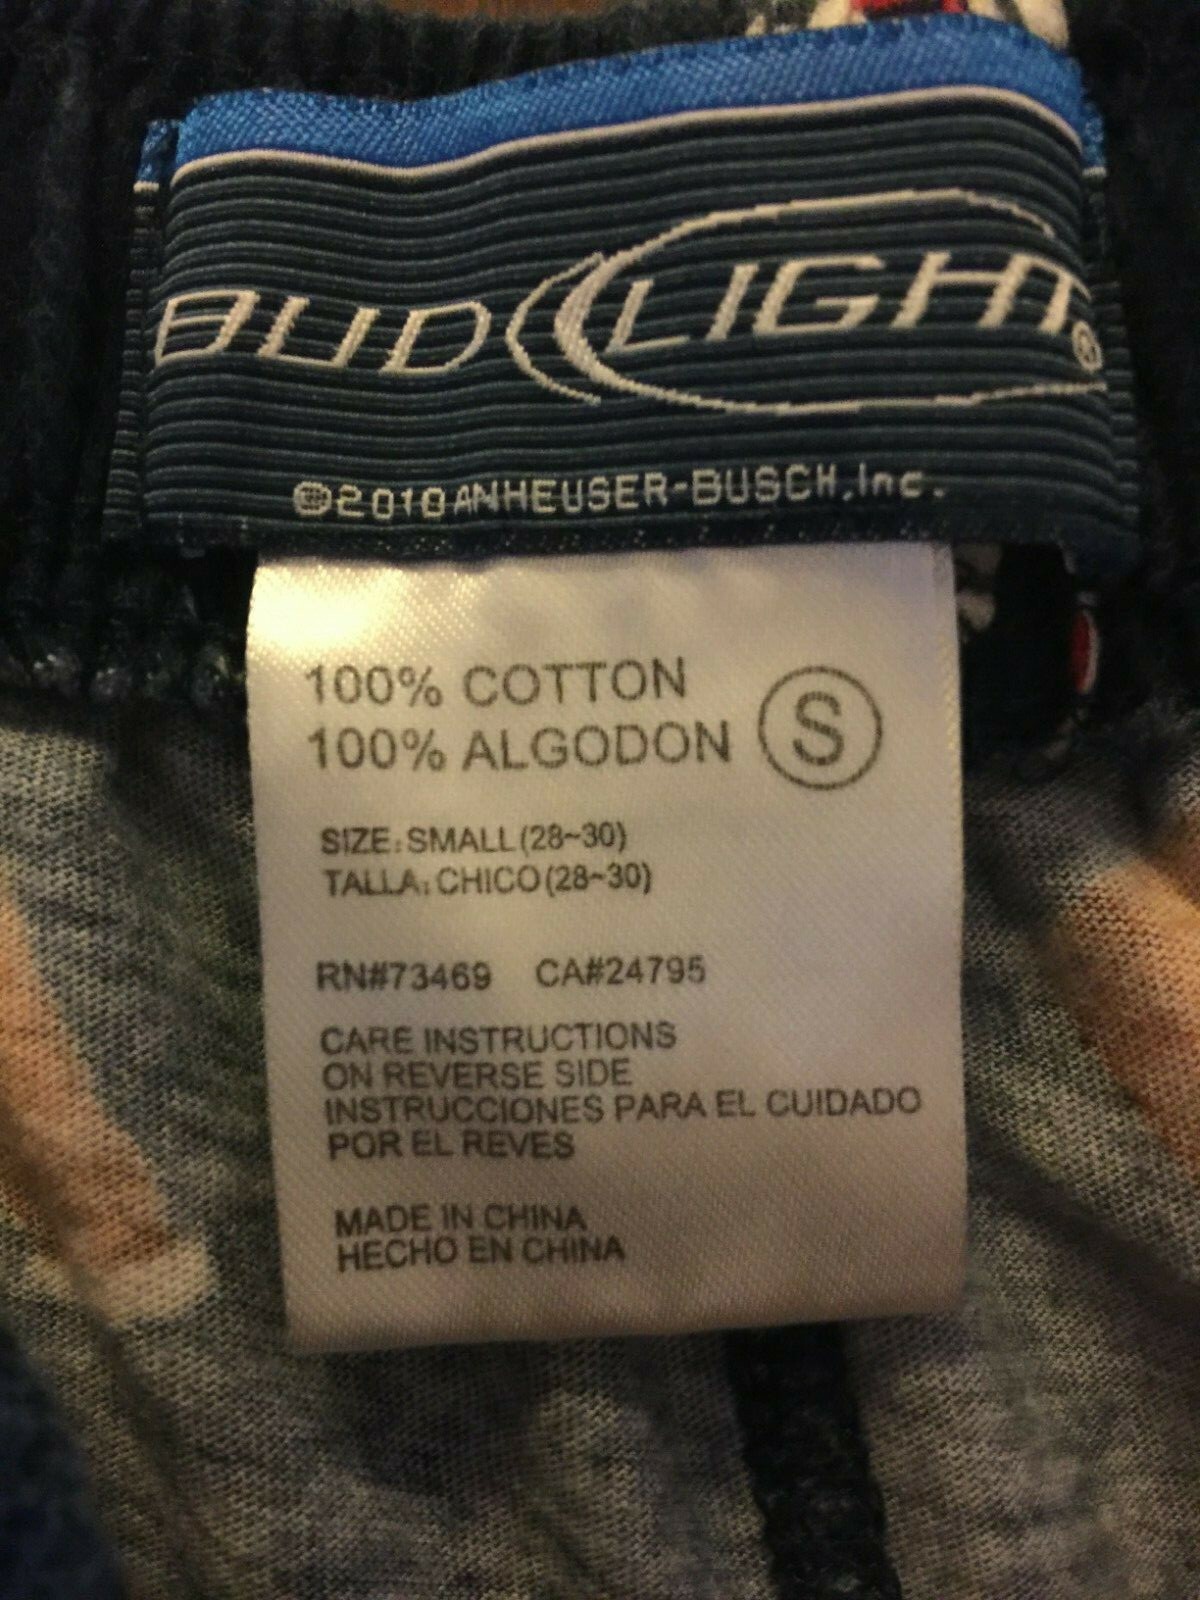 BUD LIGHT®
©2010 ANHEUSER-BUSCH, Inc.
100% COTTON
100% ALGODON
S
SIZE: SMALL (28~30)
TALLA: CHICO (28~30)
RN#73469 CA#24795
CARE INSTRUCTIONS
ON REVERSE SIDE
INSTRUCCIONES PARA EL CUIDADO
POR EL REVES
MADE IN CHINA
HECHO EN CHINA